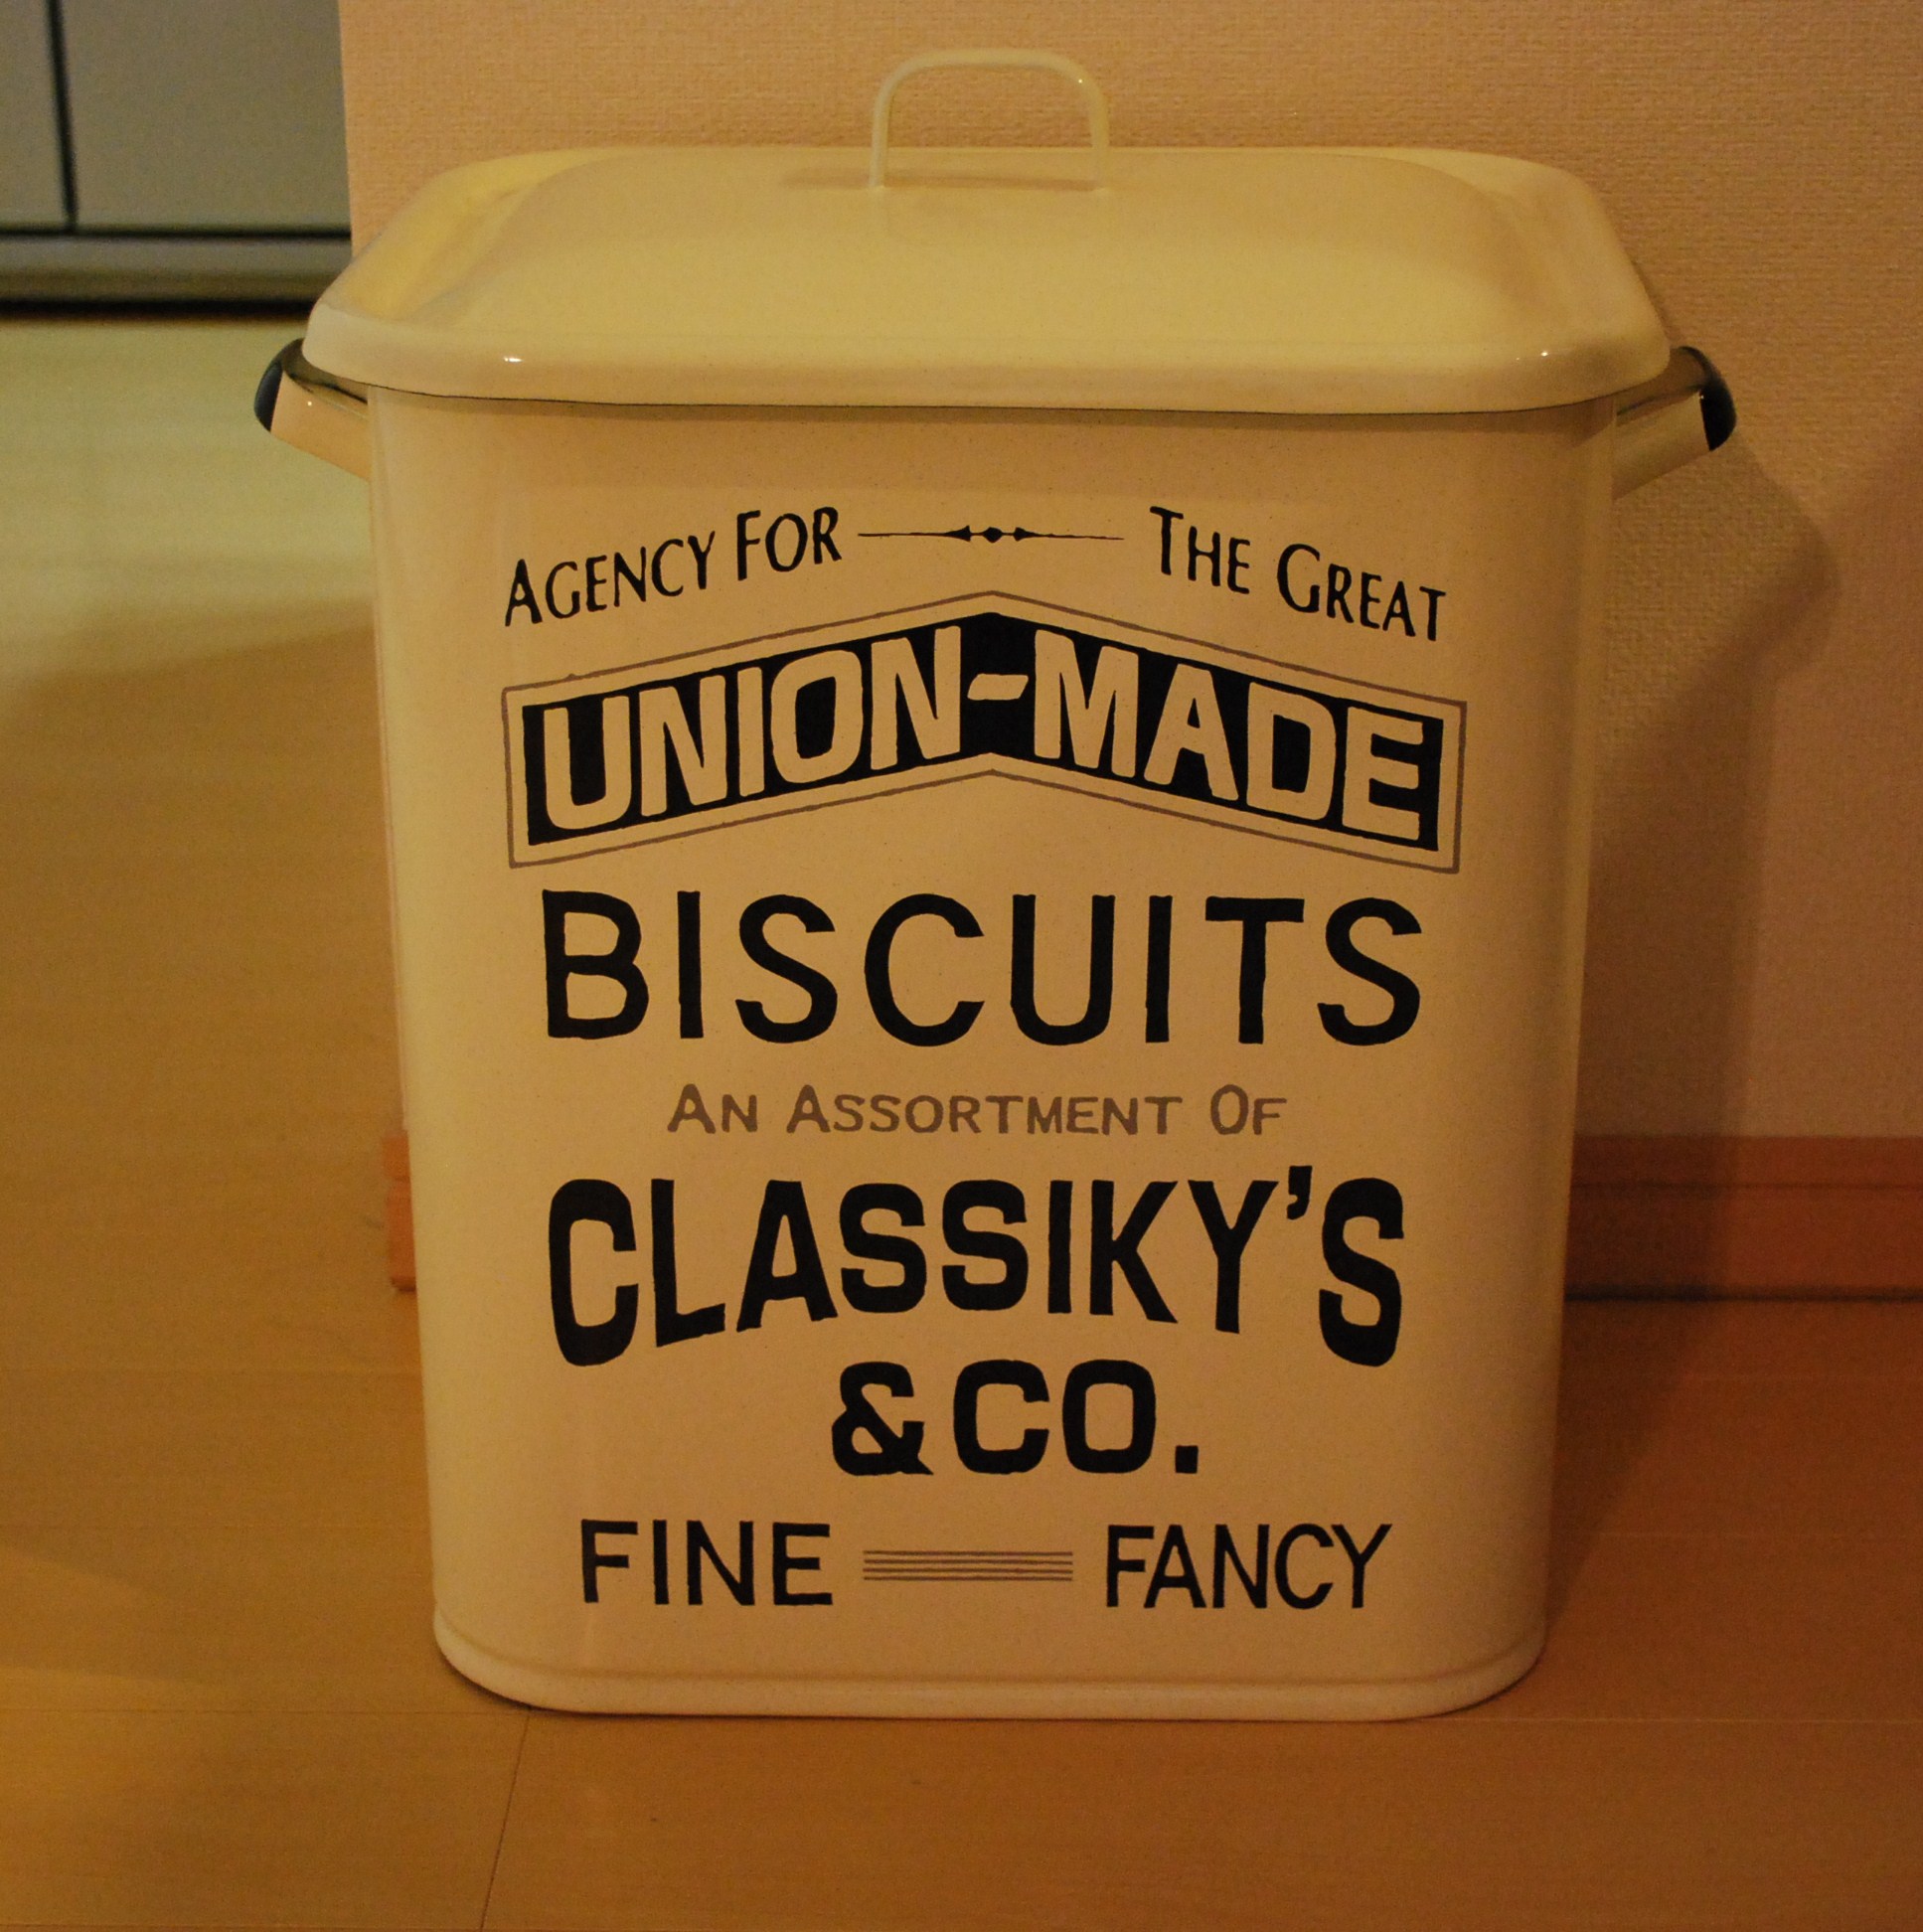 AGENCY FOR THE GREAT
UNION-MADE
BISCUITS
AN ASSORTMENT OF
CLASSIKY'S
&CO.
FINE FANCY